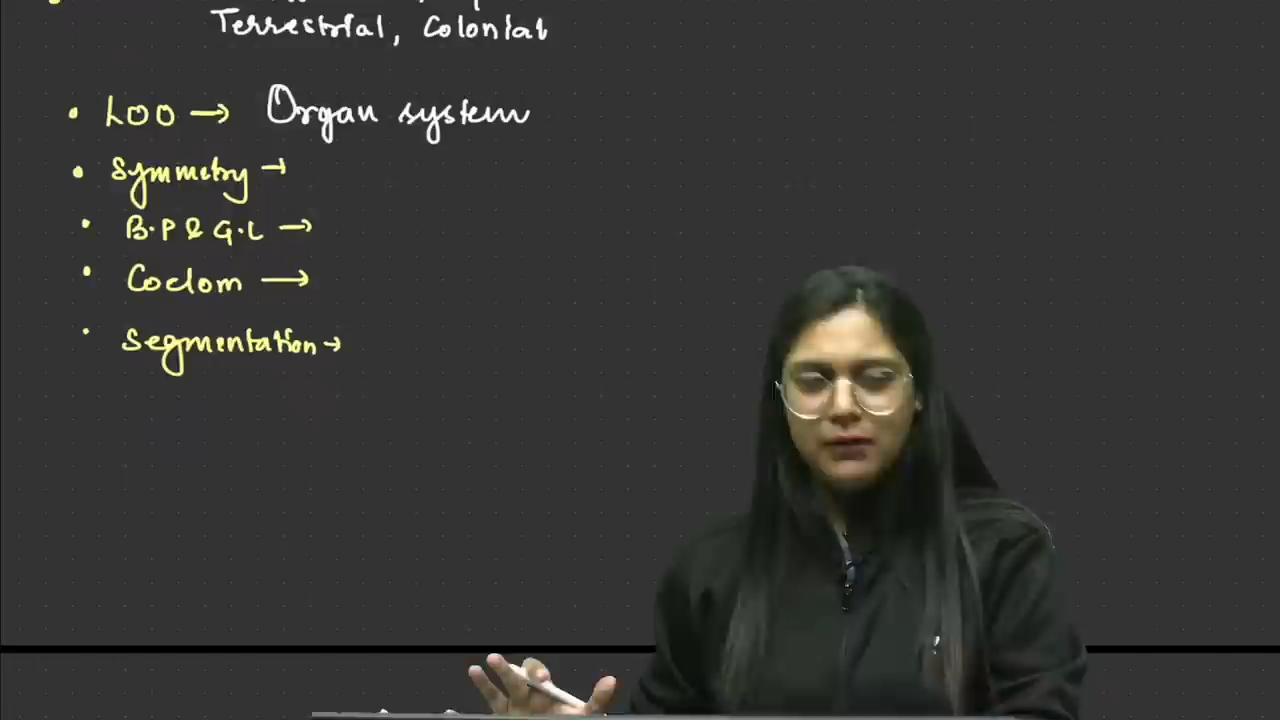 Terrestrial, Colonial
• LOO → Organ system
• Symmetry →
• B.P & G.L →
• Coelom →
• Segmentation →